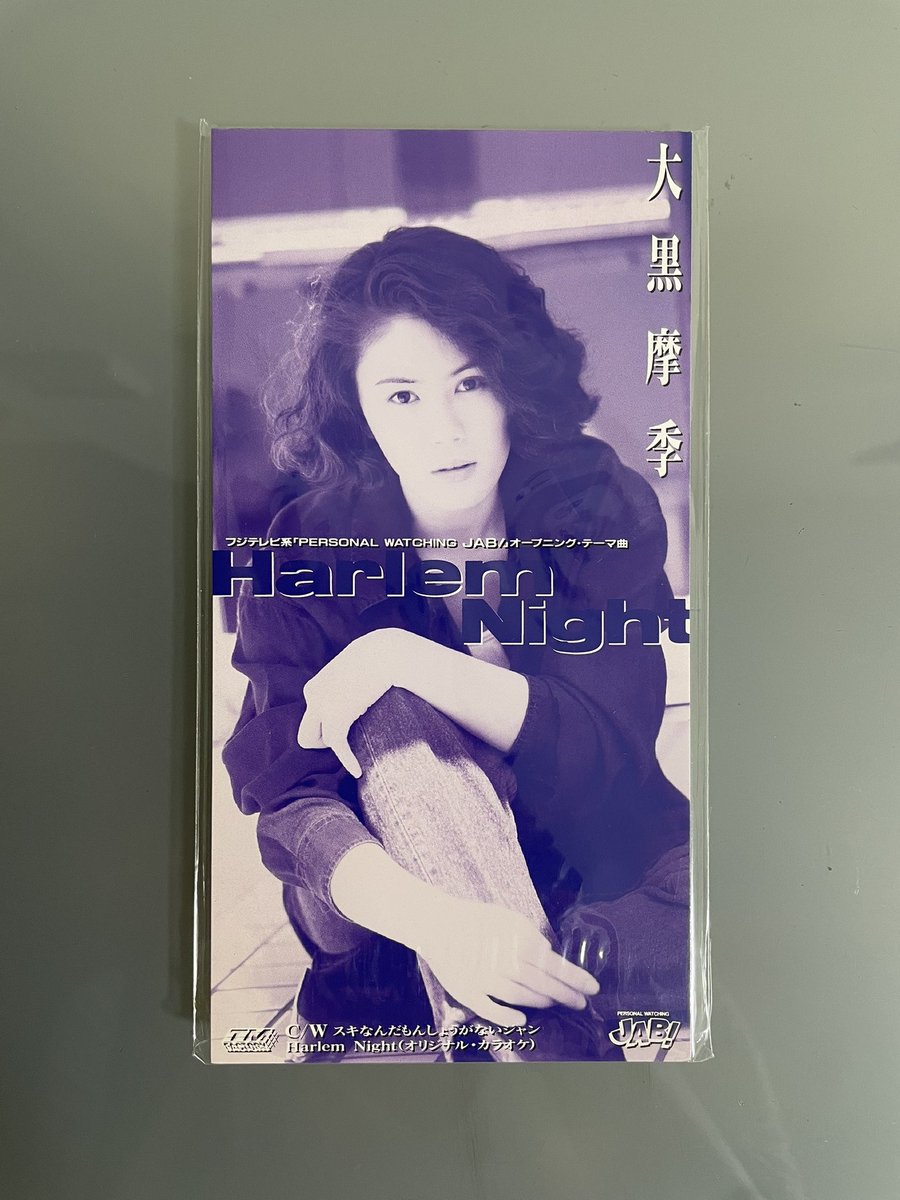 大黒摩季
フジテレビ系「PERSONAL WATCHING JAB!」オープニング・テーマ曲
Harlem
Night
C/W スキなんだもんしょうがないジャン
Harlem Night(オリジナル・カラオケ)
PERSONAL WATCHING
JAB!